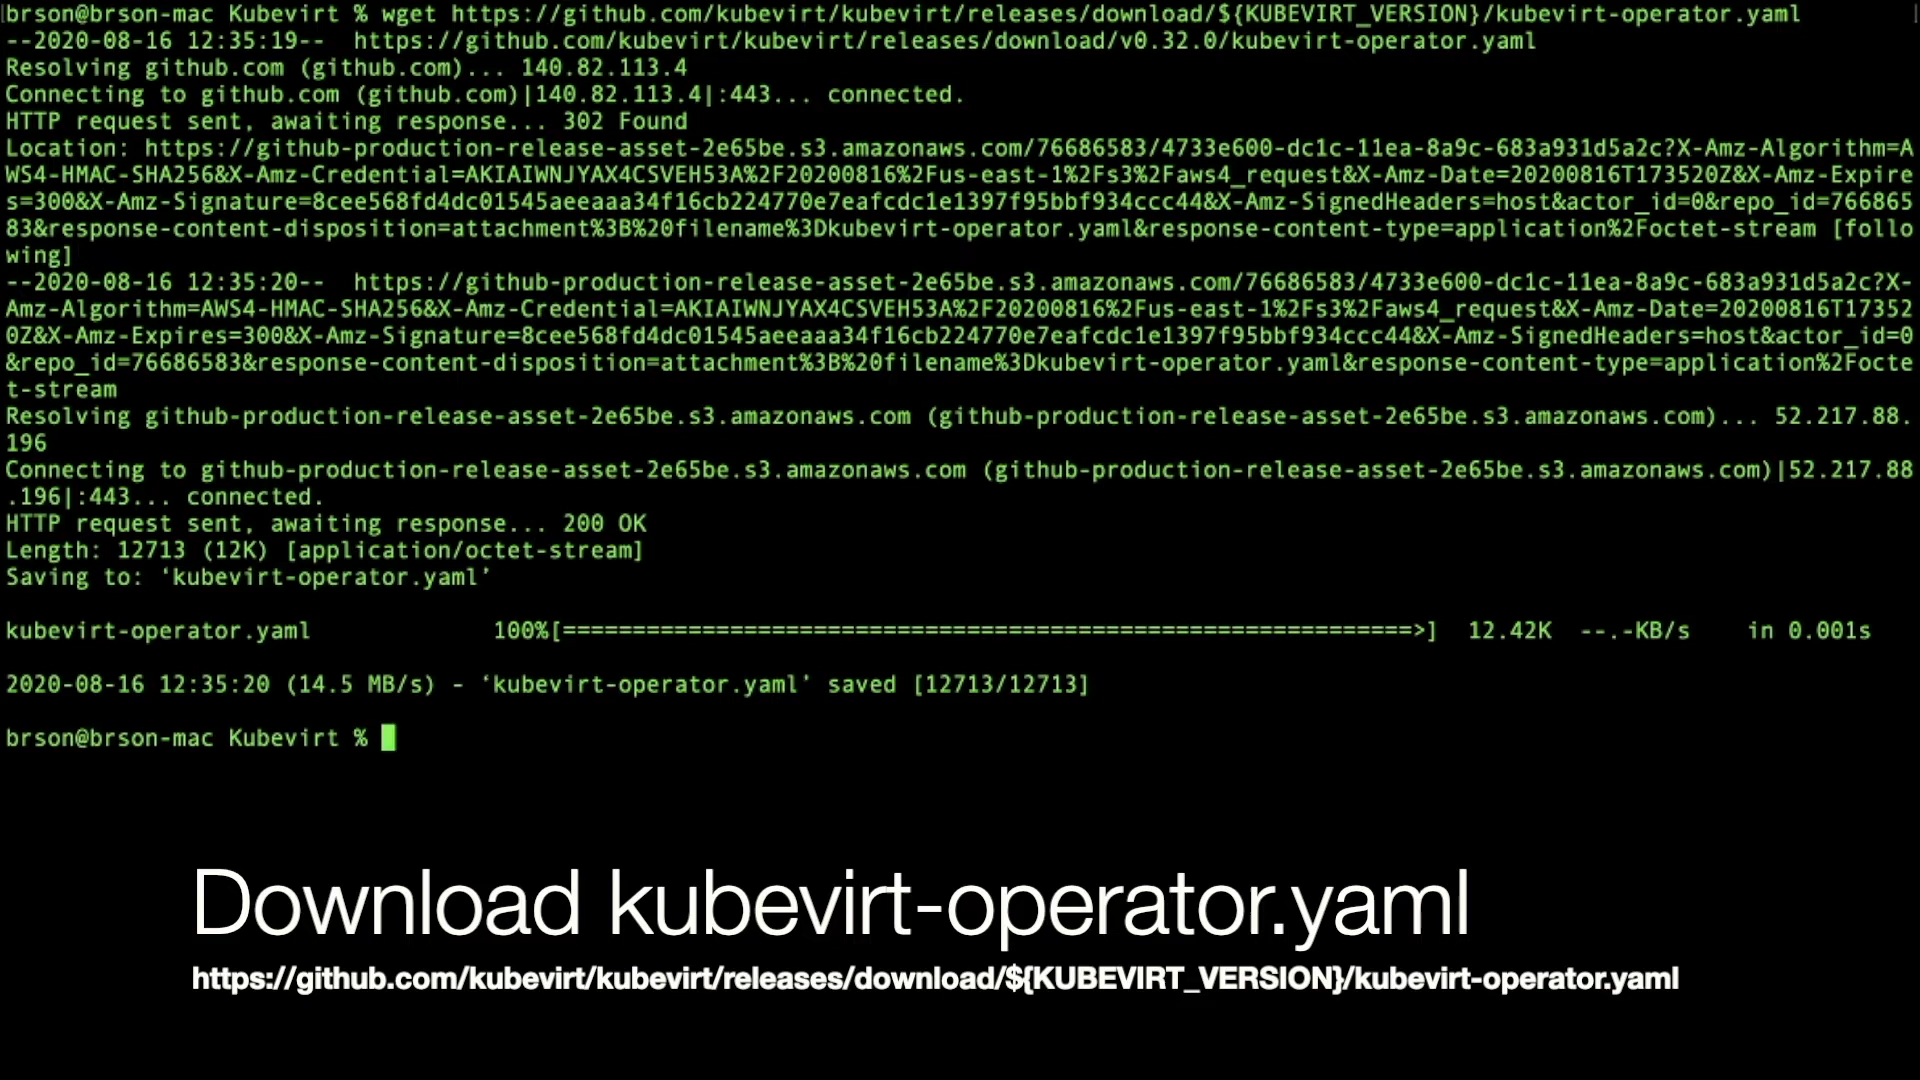 brson@brson-mac Kubevirt % wget https://github.com/kubevirt/kubevirt/releases/download/${KUBEVIRT_VERSION}/kubevirt-operator.yaml
--2020-08-16 12:35:19--  https://github.com/kubevirt/kubevirt/releases/download/v0.32.0/kubevirt-operator.yaml
Resolving github.com (github.com)... 140.82.113.4
Connecting to github.com (github.com)|140.82.113.4|:443... connected.
HTTP request sent, awaiting response... 302 Found
Location: https://github-production-release-asset-2e65be.s3.amazonaws.com/76686583/4733e600-dc1c-11ea-8a9c-683a931d5a2c?X-Amz-Algorithm=A
WS4-HMAC-SHA256&X-Amz-Credential=AKIAIWNJYAX4CSVEH53A%2F20200816%2Fus-east-1%2Fs3%2Faws4_request&X-Amz-Date=20200816T173520Z&X-Amz-Expire
s=300&X-Amz-Signature=8cee568fd4dc01545aeeaaa34f16cb224770e7eafcdc1e1397f95bbf934ccc44&X-Amz-SignedHeaders=host&actor_id=0&repo_id=766865
83&response-content-disposition=attachment%3B%20filename%3Dkubevirt-operator.yaml&response-content-type=application%2Foctet-stream [follo
wing]
--2020-08-16 12:35:20--  https://github-production-release-asset-2e65be.s3.amazonaws.com/76686583/4733e600-dc1c-11ea-8a9c-683a931d5a2c?X-
Amz-Algorithm=AWS4-HMAC-SHA256&X-Amz-Credential=AKIAIWNJYAX4CSVEH53A%2F20200816%2Fus-east-1%2Fs3%2Faws4_request&X-Amz-Date=20200816T17352
0Z&X-Amz-Expires=300&X-Amz-Signature=8cee568fd4dc01545aeeaaa34f16cb224770e7eafcdc1e1397f95bbf934ccc44&X-Amz-SignedHeaders=host&actor_id=0
&repo_id=76686583&response-content-disposition=attachment%3B%20filename%3Dkubevirt-operator.yaml&response-content-type=application%2Focte
t-stream
Resolving github-production-release-asset-2e65be.s3.amazonaws.com (github-production-release-asset-2e65be.s3.amazonaws.com)... 52.217.88.
196
Connecting to github-production-release-asset-2e65be.s3.amazonaws.com (github-production-release-asset-2e65be.s3.amazonaws.com)|52.217.88
.196|:443... connected.
HTTP request sent, awaiting response... 200 OK
Length: 12713 (12K) [application/octet-stream]
Saving to: ‘kubevirt-operator.yaml’
kubevirt-operator.yaml 100%[=============================================================>] 12.42K --.-KB/s in 0.001s
2020-08-16 12:35:20 (14.5 MB/s) - ‘kubevirt-operator.yaml’ saved [12713/12713]
brson@brson-mac Kubevirt %
Download kubevirt-operator.yaml
https://github.com/kubevirt/kubevirt/releases/download/${KUBEVIRT_VERSION}/kubevirt-operator.yaml